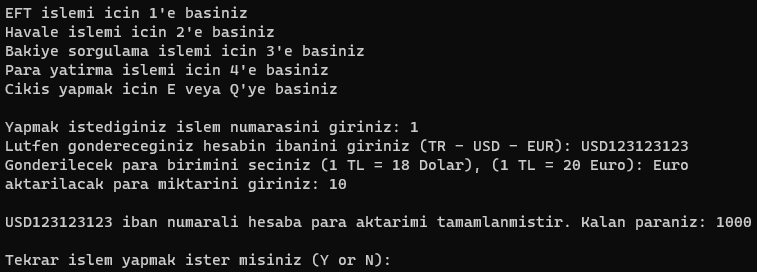 EFT islemi icin 1'e basiniz
Havale islemi icin 2'e basiniz
Bakiye sorgulama islemi icin 3'e basiniz
Para yatirma islemi icin 4'e basiniz
Cikis yapmak icin E veya Q'ye basiniz
Yapmak istediginiz islem numarasini giriniz: 1
Lutfen gondereceginiz hesabin ibanini giriniz (TR - USD - EUR): USD123123123
Gonderilecek para birimini seciniz (1 TL = 18 Dolar), (1 TL = 20 Euro): Euro
aktarilacak para miktarini giriniz: 10
USD123123123 iban numarali hesaba para aktarimi tamamlanmistir. Kalan paraniz: 1000
Tekrar islem yapmak ister misiniz (Y or N):